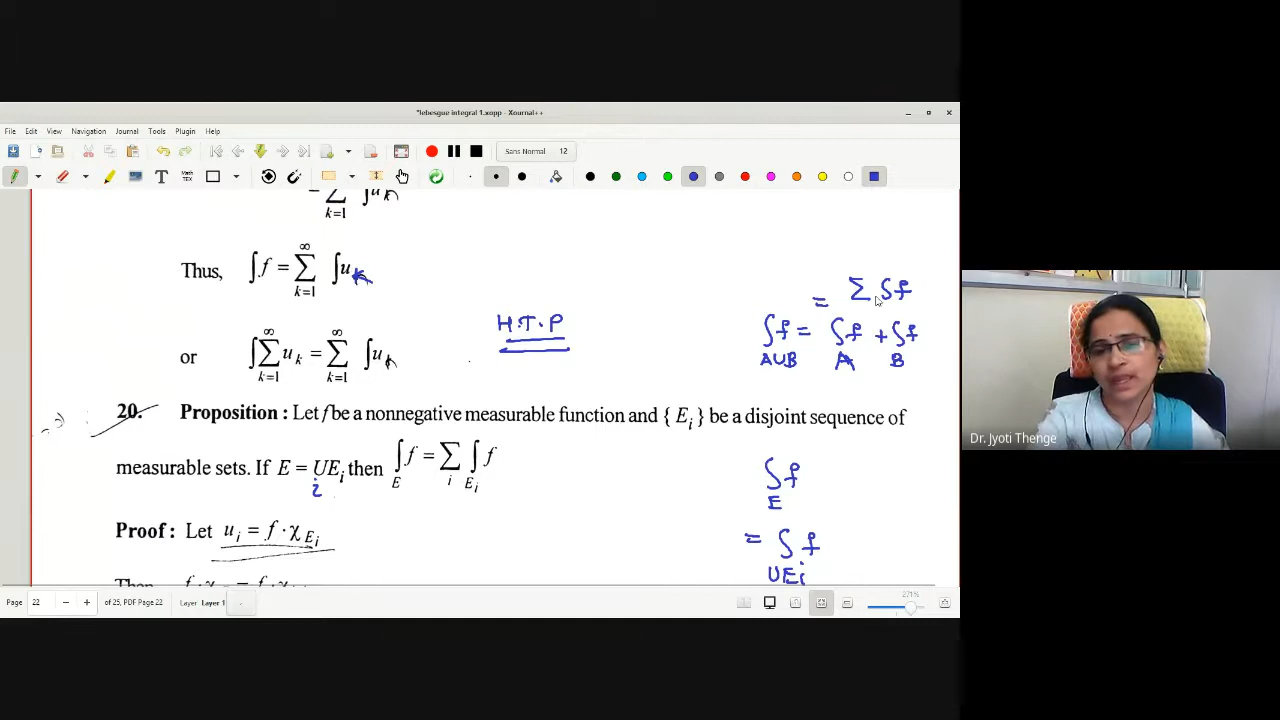 *lebesgue integral 1.xopp - Xournal++
File Edit View Navigation Journal Tools Plugin Help
Sans Normal 12
= ∑_{k=1} ∫u_k
Thus, ∫f = ∑_{k=1}^{∞} ∫u_k
or ∫∑_{k=1}^{∞} u_k = ∑_{k=1}^{∞} ∫u_k
H.T.P
= ∑ ∫f
∫_{A∪B} f = ∫_A f + ∫_B f
20. Proposition : Let f be a nonnegative measurable function and { E_i } be a disjoint sequence of
measurable sets. If E = ∪_i E_i then ∫_E f = ∑_i ∫_{E_i} f
∫_E f
= ∫_{∪E_i} f
Proof : Let u_i = f · χ_{E_i}
Page 22 of 25, PDF Page 22 Layer Layer 1
271%
Dr. Jyoti Thenge